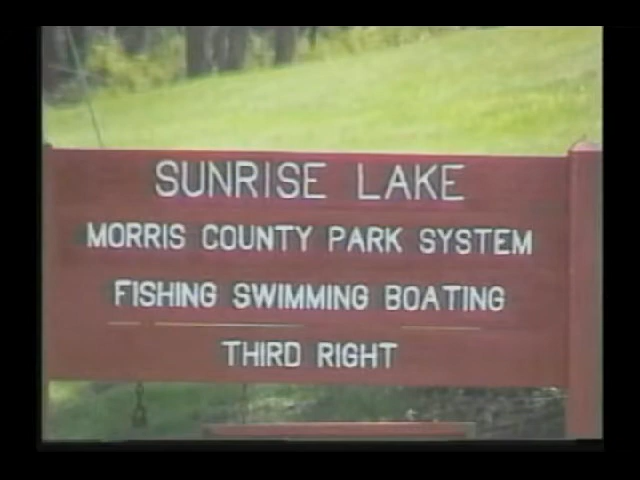 SUNRISE LAKE
MORRIS COUNTY PARK SYSTEM
FISHING SWIMMING BOATING
THIRD RIGHT